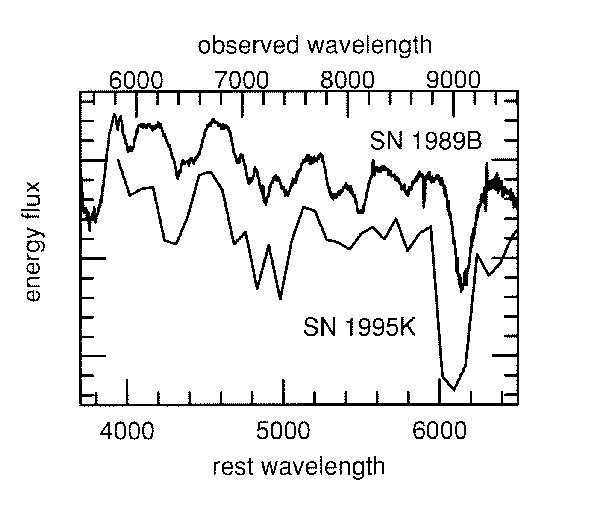 observed wavelength
6000 7000 8000 9000
SN 1989B
energy flux
SN 1995K
4000 5000 6000
rest wavelength